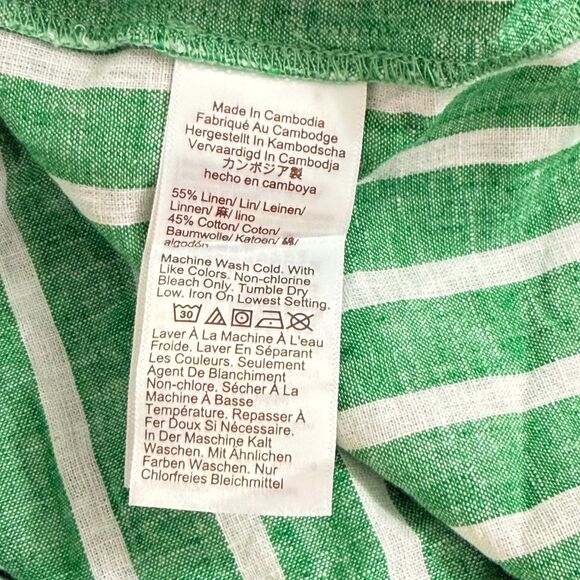 Made In Cambodia
Fabriqué Au Cambodge
Hergestellt In Kambodscha
Vervaardigd In Cambodja
カンボジア製
hecho en camboya
55% Linen/ Lin/ Leinen/
Linnen/ 麻/ lino
45% Cotton/ Coton/
Baumwolle/ Katoen/ 綿/
algodón
Machine Wash Cold. With
Like Colors. Non-chlorine
Bleach Only. Tumble Dry
Low. Iron On Lowest Setting.
30
Laver À La Machine À L'eau
Froide. Laver En Séparant
Les Couleurs. Seulement
Agent De Blanchiment
Non-chlore. Sécher À La
Machine À Basse
Température. Repasser À
Fer Doux Si Nécessaire.
In Der Maschine Kalt
Waschen. Mit Ähnlichen
Farben Waschen. Nur
Chlorfreies Bleichmittel